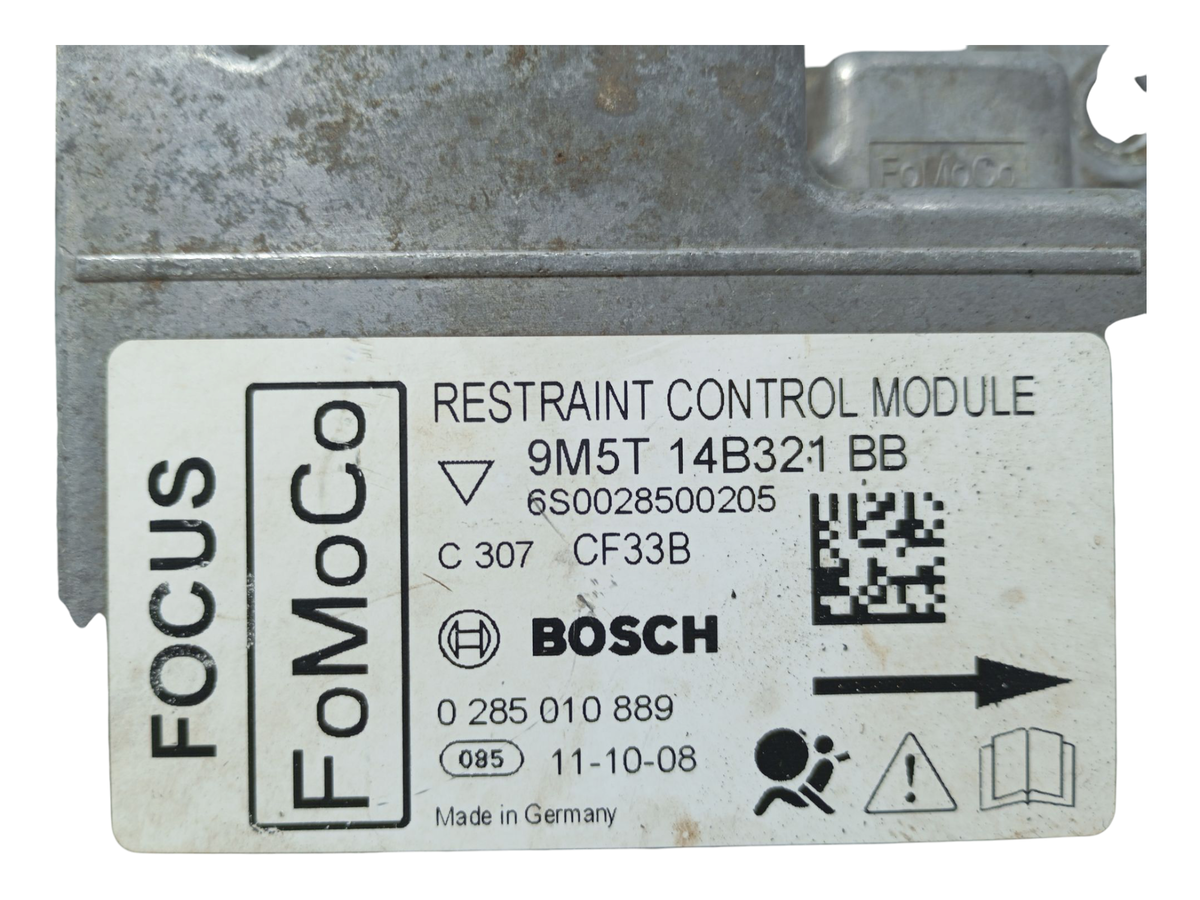 FoMoCo
FOCUS
FoMoCo
RESTRAINT CONTROL MODULE
9M5T 14B321 BB
6S0028500205
C 307 CF33B
BOSCH
0 285 010 889
085 11-10-08
Made in Germany